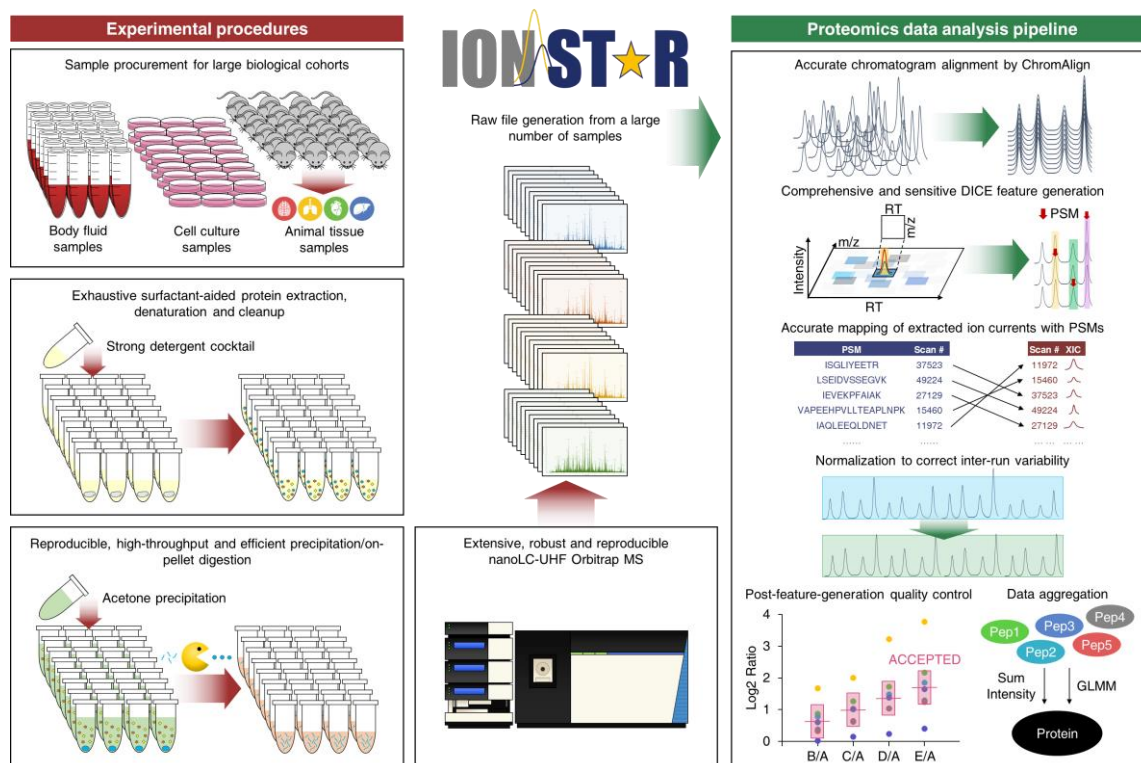 Experimental procedures
Sample procurement for large biological cohorts
Body fluid
samples
Cell culture
samples
Animal tissue
samples
Exhaustive surfactant-aided protein extraction,
denaturation and cleanup
Strong detergent cocktail
Reproducible, high-throughput and efficient precipitation/on-
pellet digestion
Acetone precipitation
IONSTAR
Raw file generation from a large
number of samples
Extensive, robust and reproducible
nanoLC-UHF Orbitrap MS
Proteomics data analysis pipeline
Accurate chromatogram alignment by ChromAlign
Comprehensive and sensitive DICE feature generation
RT
m/z
m/z
Intensity
RT
PSM
Accurate mapping of extracted ion currents with PSMs
PSM Scan # Scan # XIC
ISGLIYEETR 37523 11972
LSEIDVSSEGVK 49224 15460
IEVEKPFAIAK 27129 37523
VAPEEHPVLLTEAPLNPK 15460 49224
IAQLEEQLDNET 11972 27129
...... ...... ...... ......
Normalization to correct inter-run variability
Post-feature-generation quality control
Log2 Ratio
4
3
2
1
0
ACCEPTED
B/A C/A D/A E/A
Data aggregation
Pep1
Pep3
Pep4
Pep2
Pep5
Sum
Intensity
GLMM
Protein